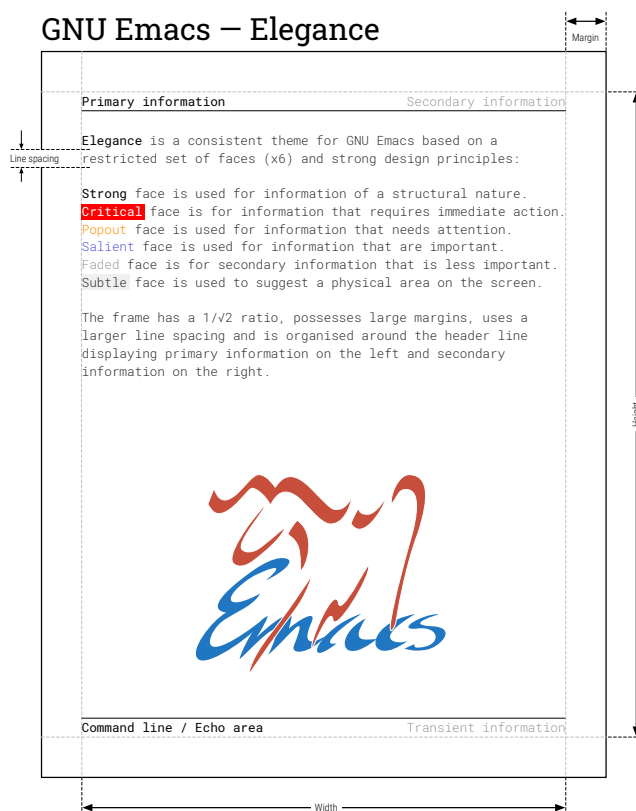 GNU Emacs — Elegance
Margin
Primary information Secondary information
Elegance is a consistent theme for GNU Emacs based on a
Line spacing
restricted set of faces (x6) and strong design principles:
Strong face is used for information of a structural nature.
Critical face is for information that requires immediate action.
Popout face is used for information that needs attention.
Salient face is used for information that are important.
Faded face is for secondary information that is less important.
Subtle face is used to suggest a physical area on the screen.
The frame has a 1/√2 ratio, possesses large margins, uses a
larger line spacing and is organised around the header line
displaying primary information on the left and secondary
information on the right.
Height
Emacs
Command line / Echo area Transient information
Width